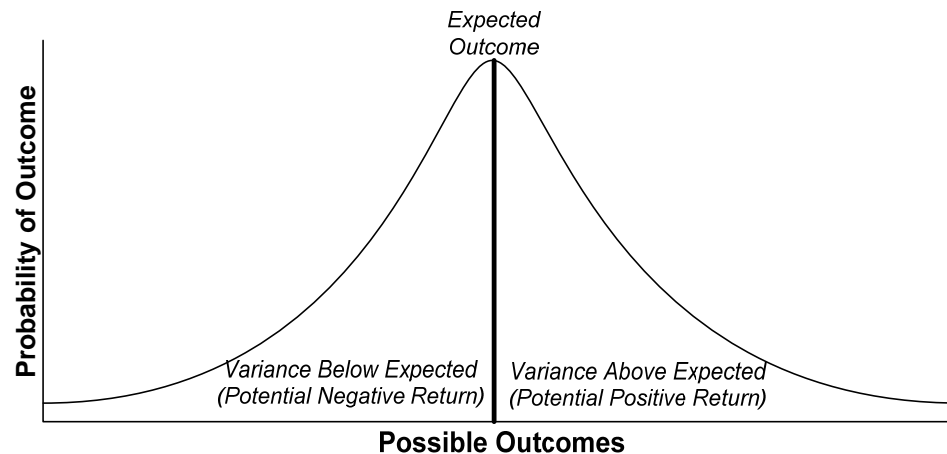 Expected
Outcome
Probability of Outcome
Variance Below Expected
(Potential Negative Return)
Variance Above Expected
(Potential Positive Return)
Possible Outcomes